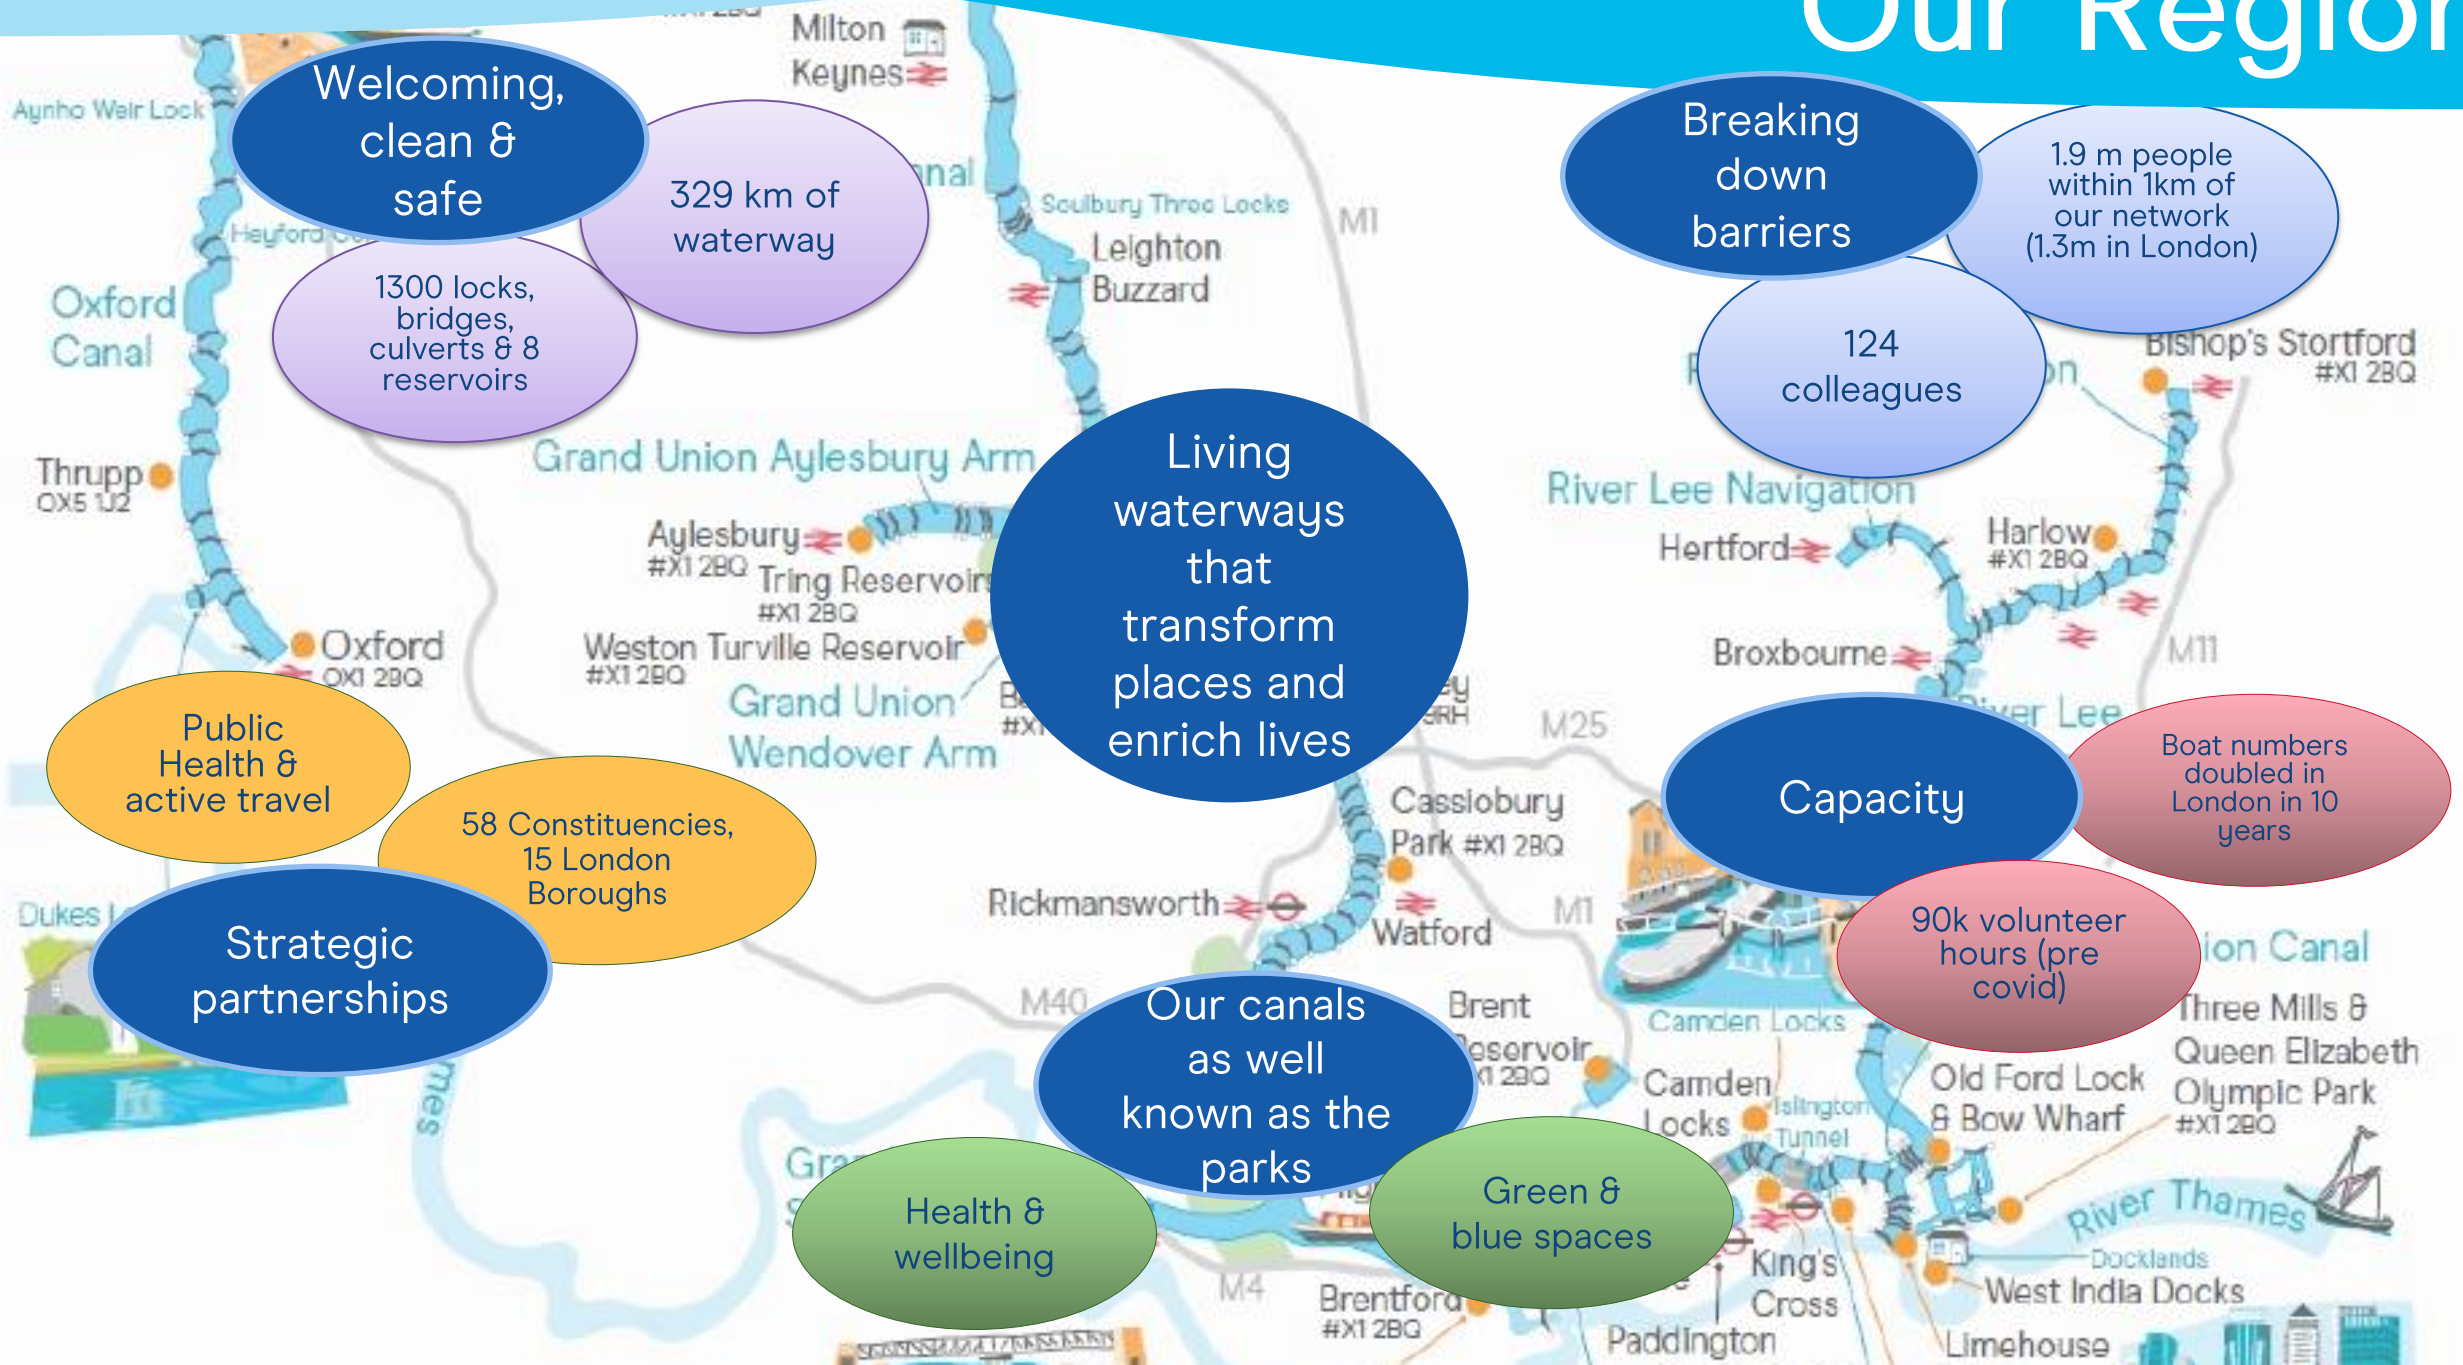 Our Region
Milton
Keynes
Aynho Weir Lock
Welcoming,
clean &
safe
329 km of
waterway
1300 locks,
bridges,
culverts & 8
reservoirs
Heyford
Oxford
Canal
Soulbury Three Locks
Leighton
Buzzard
M1
Breaking
down
barriers
1.9 m people
within 1km of
our network
(1.3m in London)
124
colleagues
Bishop's Stortford
#X1 2BQ
Thrupp
OX5 1J2
Grand Union Aylesbury Arm
Aylesbury
#X1 2BQ
Tring Reservoirs
#X1 2BQ
Weston Turville Reservoir
#X1 2BQ
Grand Union
Wendover Arm
Oxford
OX1 2BQ
Living
waterways
that
transform
places and
enrich lives
River Lee Navigation
Hertford
Harlow
#X1 2BQ
Broxbourne
M11
M25
River Lee
Public
Health &
active travel
58 Constituencies,
15 London
Boroughs
Strategic
partnerships
Dukes
Cassiobury
Park #X1 2BQ
Rickmansworth
Watford
M1
M40
Capacity
Boat numbers
doubled in
London in 10
years
90k volunteer
hours (pre
covid)
Our canals
as well
known as the
parks
Health &
wellbeing
Green &
blue spaces
Brent
Reservoir
#X1 2BQ
Camden Locks
Camden
Locks
Islington
Tunnel
ion Canal
Three Mills &
Queen Elizabeth
Olympic Park
#X1 2BQ
Old Ford Lock
& Bow Wharf
River Thames
Docklands
West India Docks
Limehouse
King's
Cross
Paddington
M4
Brentford
#X1 2BQ